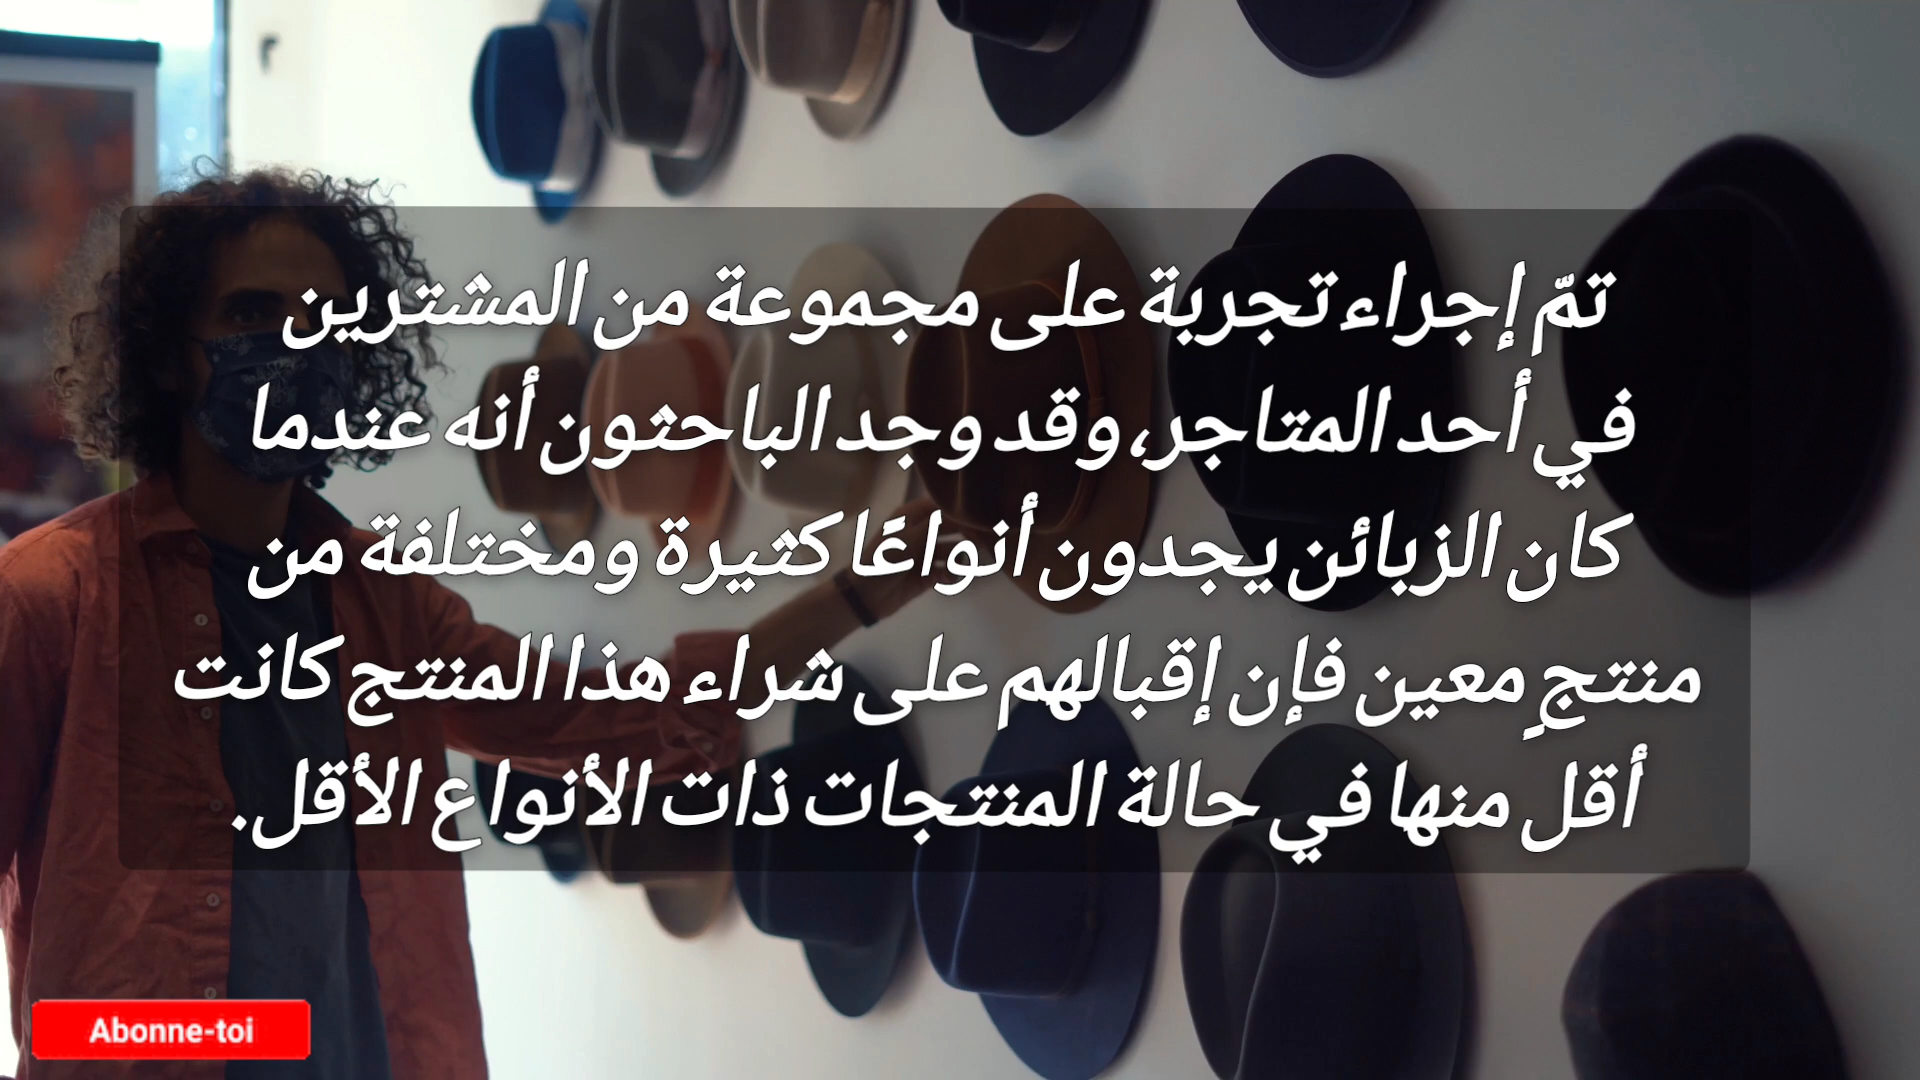 تمّ إجراء تجربة على مجموعة من المشترين
في أحد المتاجر، وقد وجد الباحثون أنه عندما
كان الزبائن يجدون أنواعًا كثيرة ومختلفة من
منتجٍ معين فإن إقبالهم على شراء هذا المنتج كانت
أقل منها في حالة المنتجات ذات الأنواع الأقل.
Abonne-toi